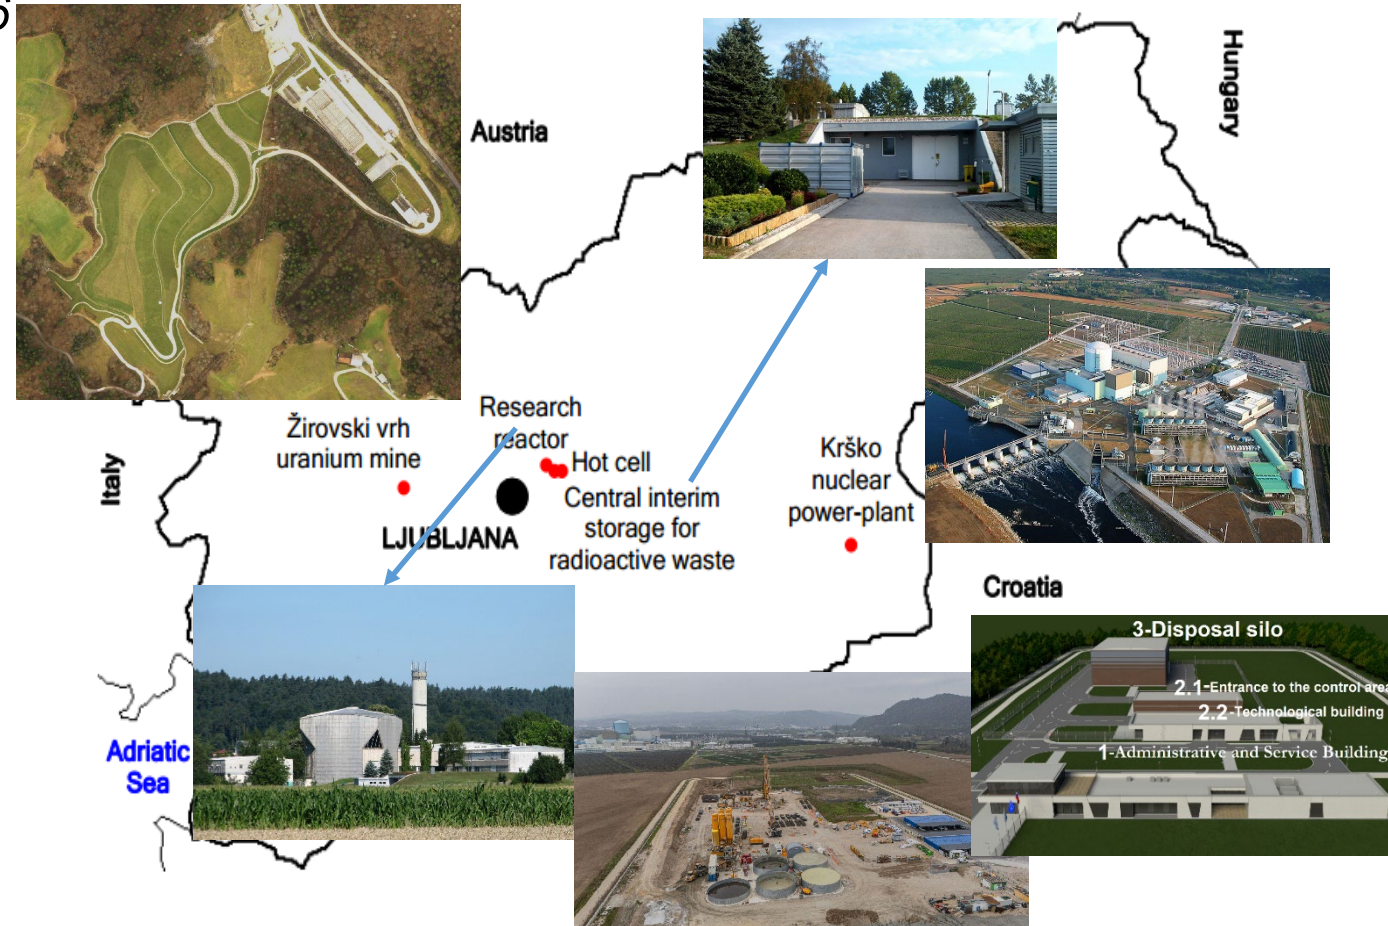 Austria
Hungary
Research
reactor
Žirovski vrh
uranium mine
Hot cell
Central interim
storage for
radioactive waste
Krško
nuclear
power-plant
Italy
LJUBLJANA
Croatia
3-Disposal silo
2.1-Entrance to the control area
2.2-Technological building
1-Administrative and Service Building
Adriatic
Sea